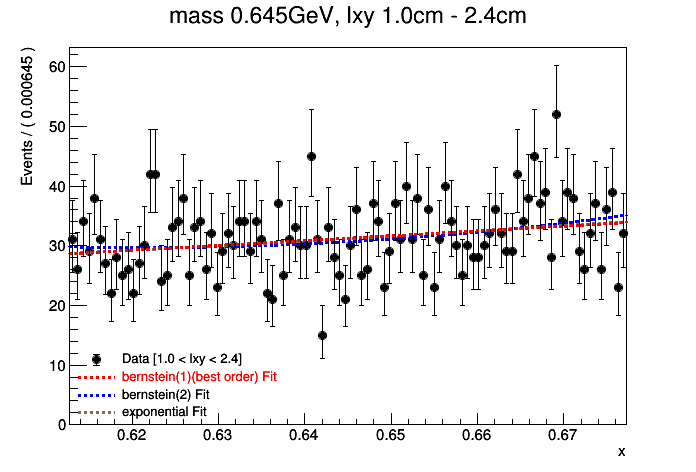 mass 0.645GeV, lxy 1.0cm - 2.4cm
Events / ( 0.000645 )
60
50
40
30
20
10
0
Data [1.0 < lxy < 2.4]
bernstein(1)(best order) Fit
bernstein(2) Fit
exponential Fit
0.62 0.63 0.64 0.65 0.66 0.67
x